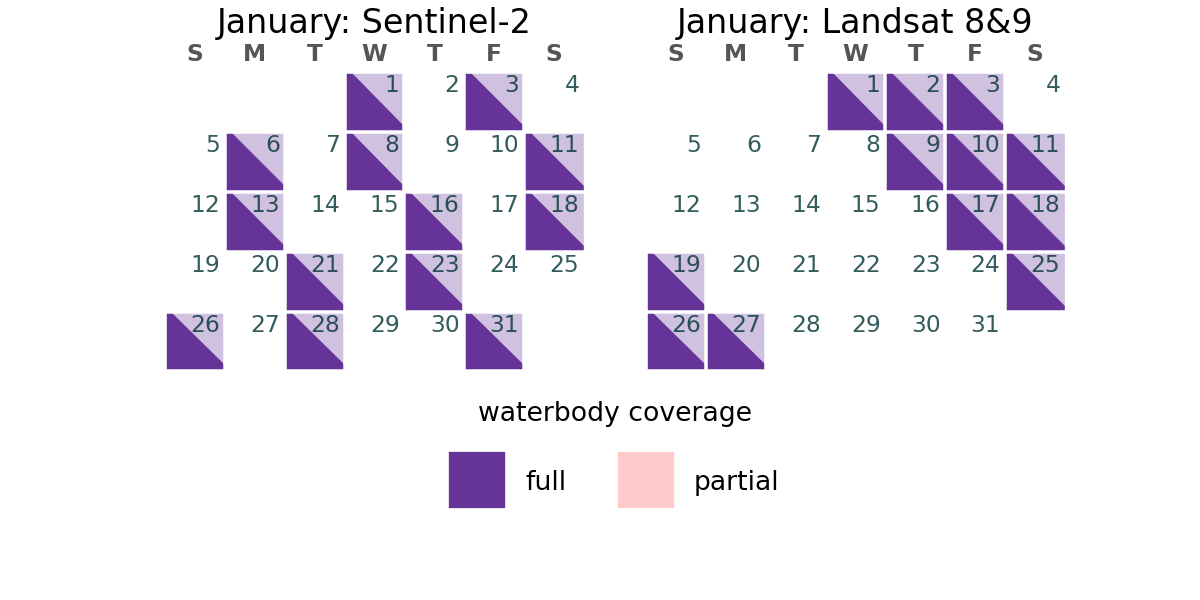 January: Sentinel-2
S M T W T F S
1 2 3 4
5 6 7 8 9 10 11
12 13 14 15 16 17 18
19 20 21 22 23 24 25
26 27 28 29 30 31
January: Landsat 8&9
S M T W T F S
1 2 3 4
5 6 7 8 9 10 11
12 13 14 15 16 17 18
19 20 21 22 23 24 25
26 27 28 29 30 31
waterbody coverage
full partial